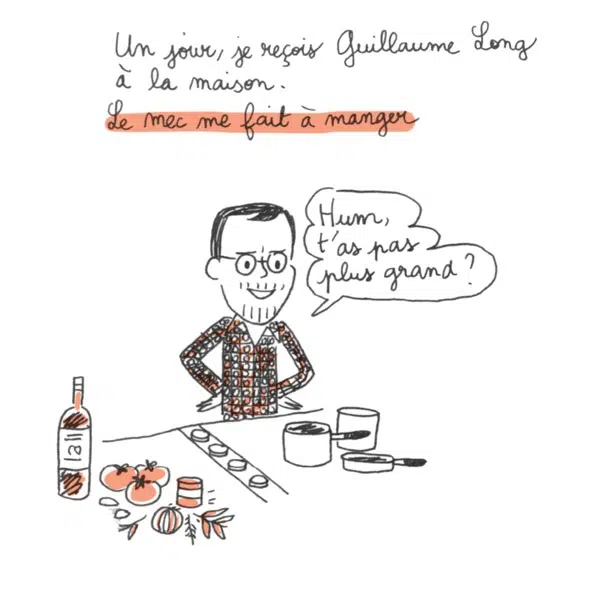 Un jour, je reçois Guillaume Long
à la maison.
Le mec me fait à manger
Hum,
t'as pas
plus grand ?